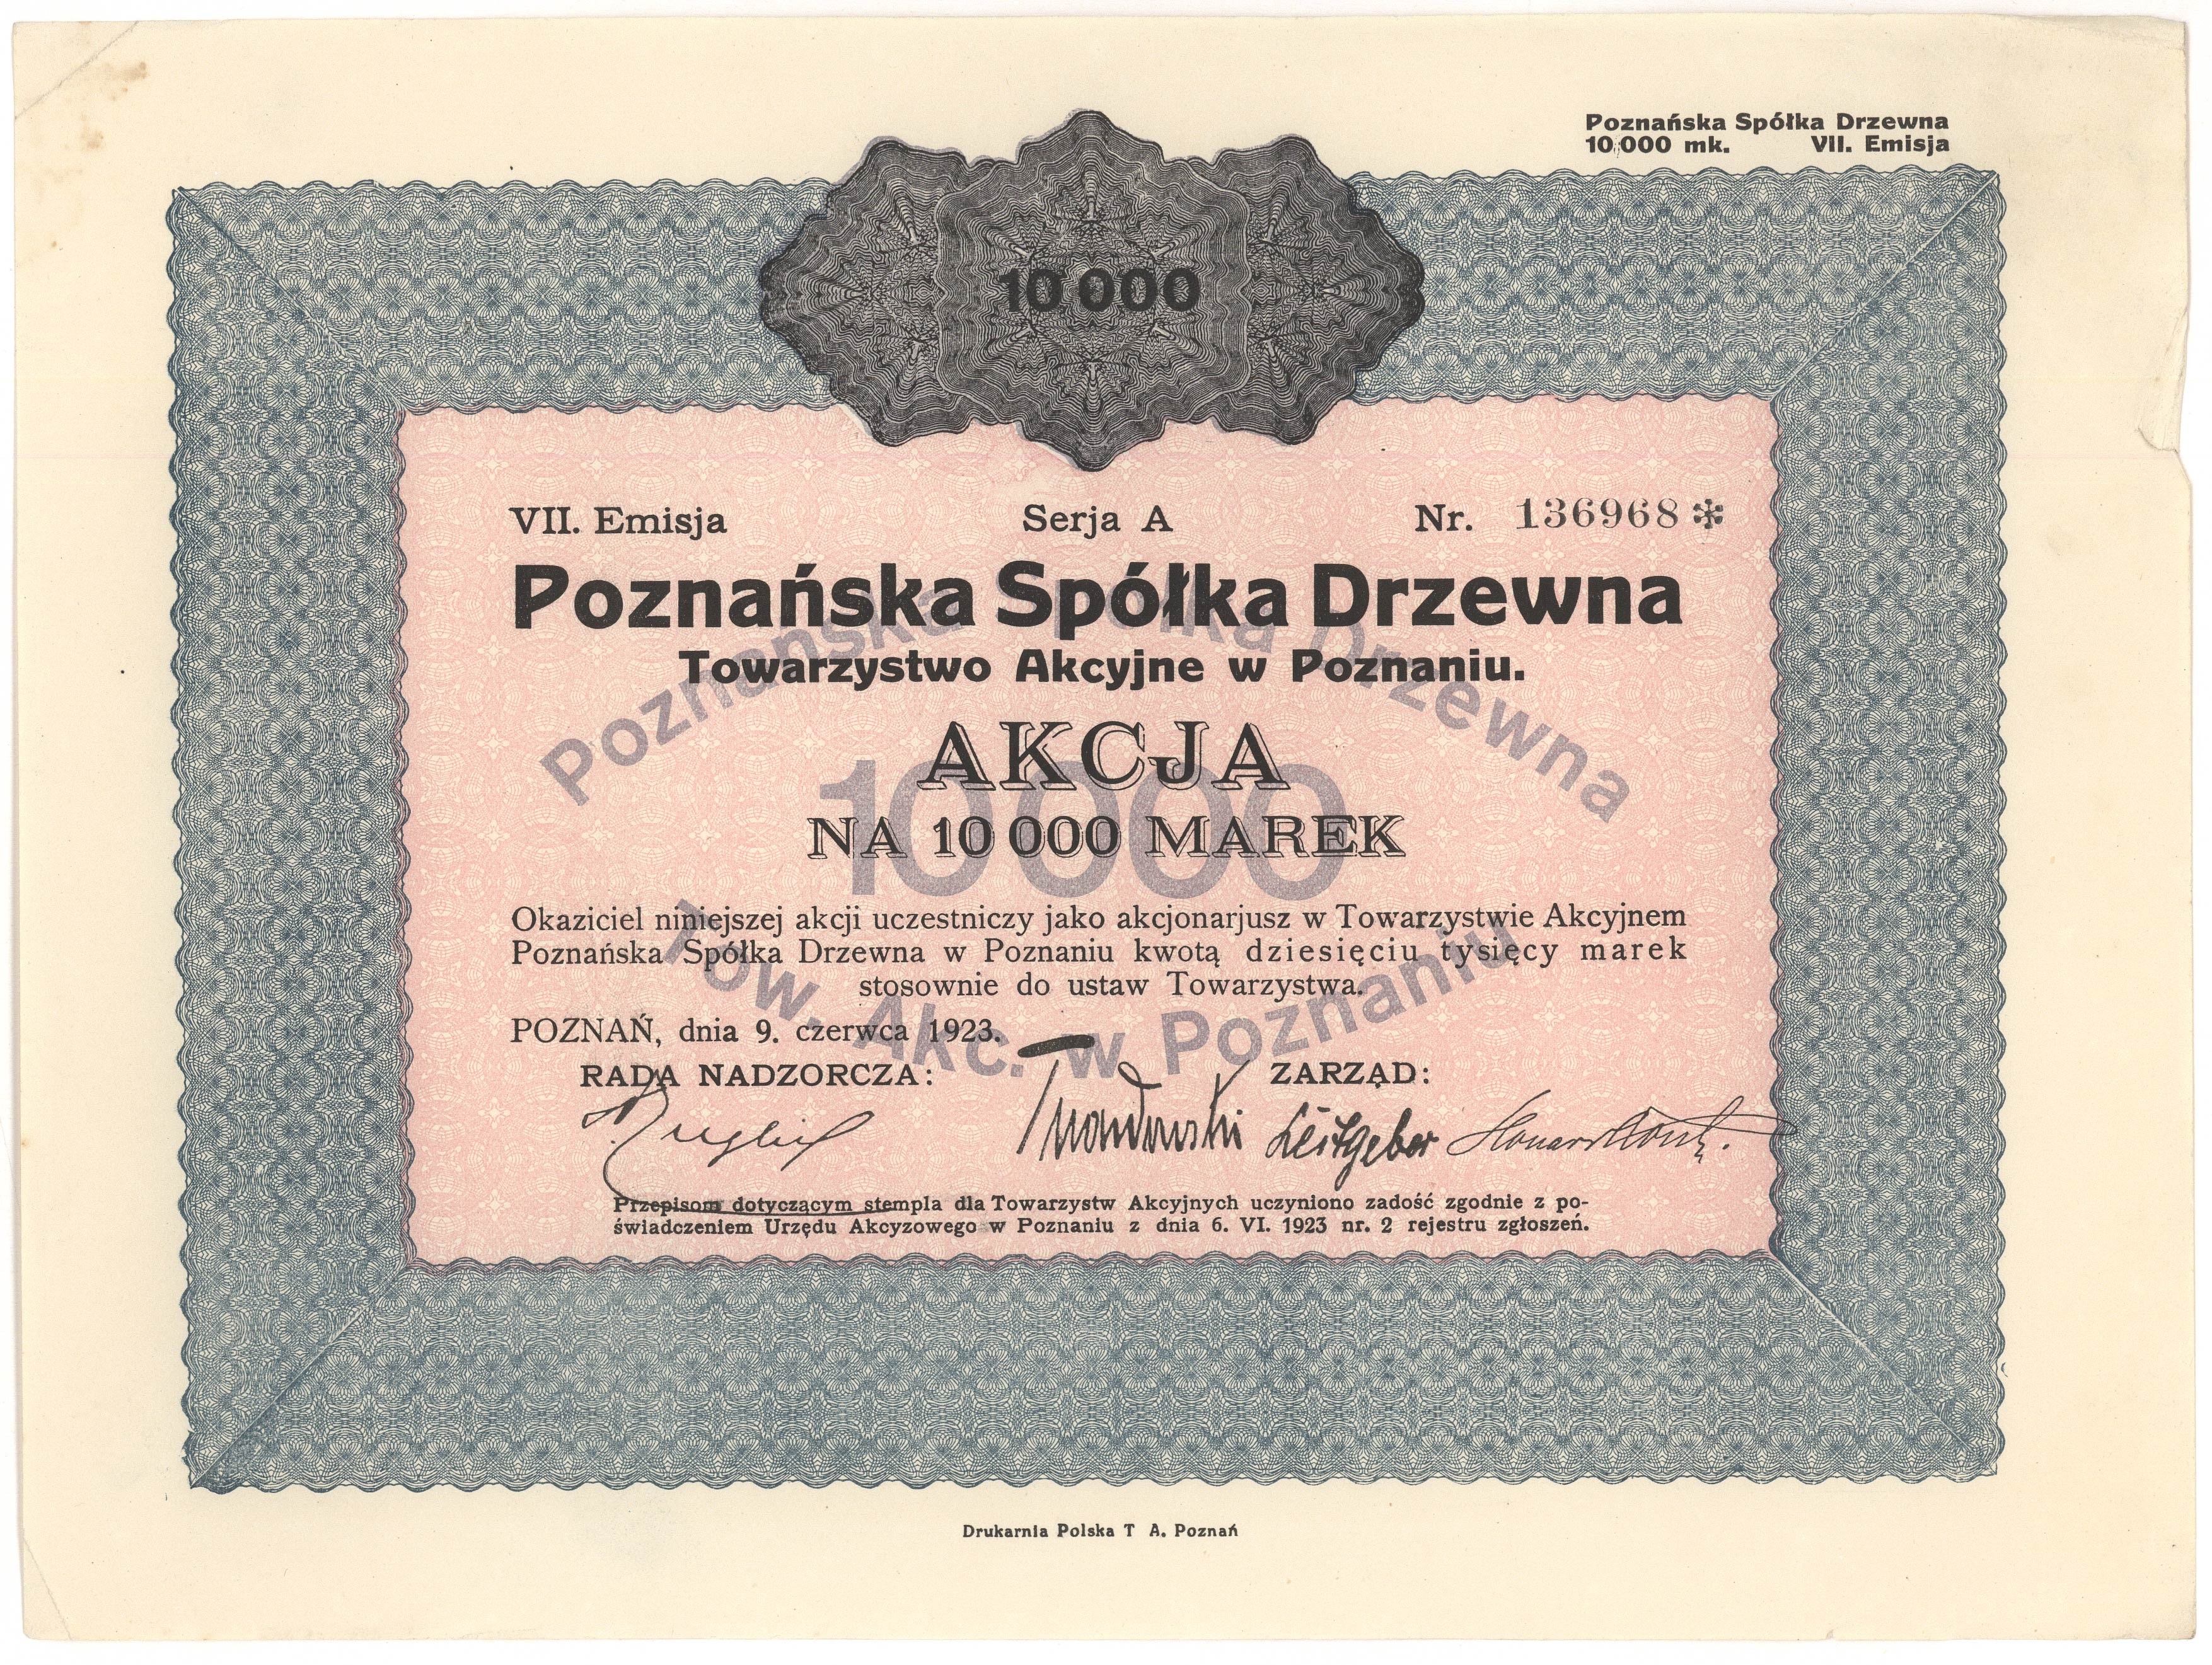 Poznańska Spółka Drzewna
10.000 mk. VII. Emisja
10 000
VII. Emisja Serja A Nr. 136968*
Poznańska Spółka Drzewna
Towarzystwo Akcyjne w Poznaniu.
AKCJA
NA 10 000 MAREK
Poznańska Spółka Drzewna
10000
Tow. Akc. w Poznaniu
Okaziciel niniejszej akcji uczestniczy jako akcjonarjusz w Towarzystwie Akcyjnem
Poznańska Spółka Drzewna w Poznaniu kwotą dziesięciu tysięcy marek
stosownie do ustaw Towarzystwa.
POZNAŃ, dnia 9. czerwca 1923.
RADA NADZORCZA: ZARZĄD:
Leitgeber
Przepisom dotyczącym stempla dla Towarzystw Akcyjnych uczyniono zadość zgodnie z po-
świadczeniem Urzędu Akcyzowego w Poznaniu z dnia 6. VI. 1923 nr. 2 rejestru zgłoszeń.
Drukarnia Polska T A. Poznań